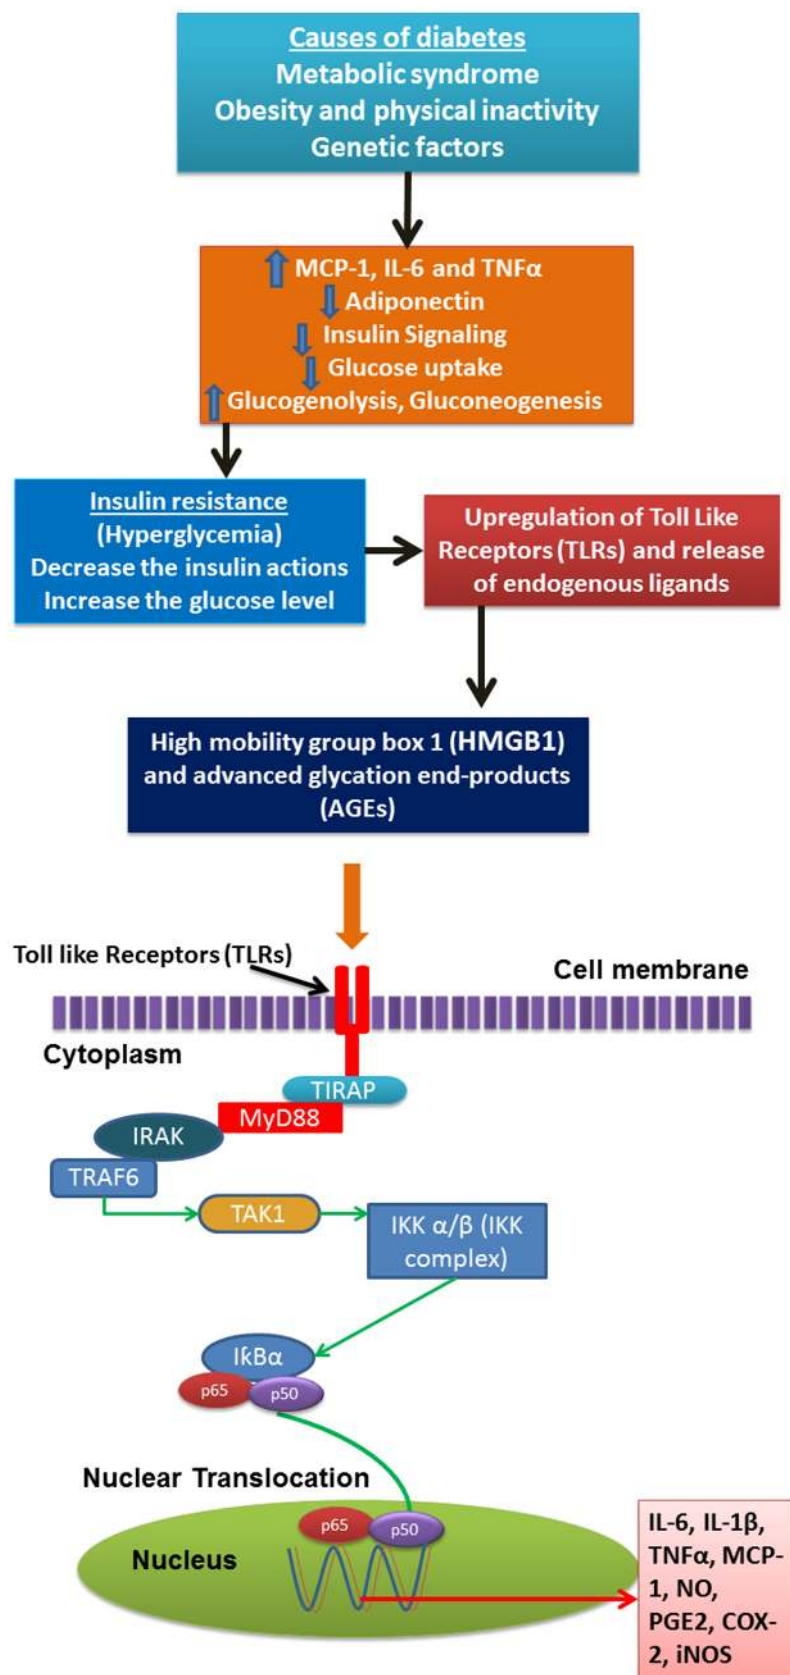 Causes of diabetes
Metabolic syndrome
Obesity and physical inactivity
Genetic factors
MCP-1, IL-6 and TNFα
Adiponectin
Insulin Signaling
Glucose uptake
Glucogenolysis, Gluconeogenesis
Insulin resistance
(Hyperglycemia)
Decrease the insulin actions
Increase the glucose level
Upregulation of Toll Like
Receptors (TLRs) and release
of endogenous ligands
High mobility group box 1 (HMGB1)
and advanced glycation end-products
(AGEs)
Toll like Receptors (TLRs)
Cell membrane
Cytoplasm
TIRAP
MyD88
IRAK
TRAF6
TAK1
IKK α/β (IKK
complex)
IƙBα
p65
p50
Nuclear Translocation
p65
p50
Nucleus
IL-6, IL-1β,
TNFα, MCP-
1, NO,
PGE2, COX-
2, iNOS